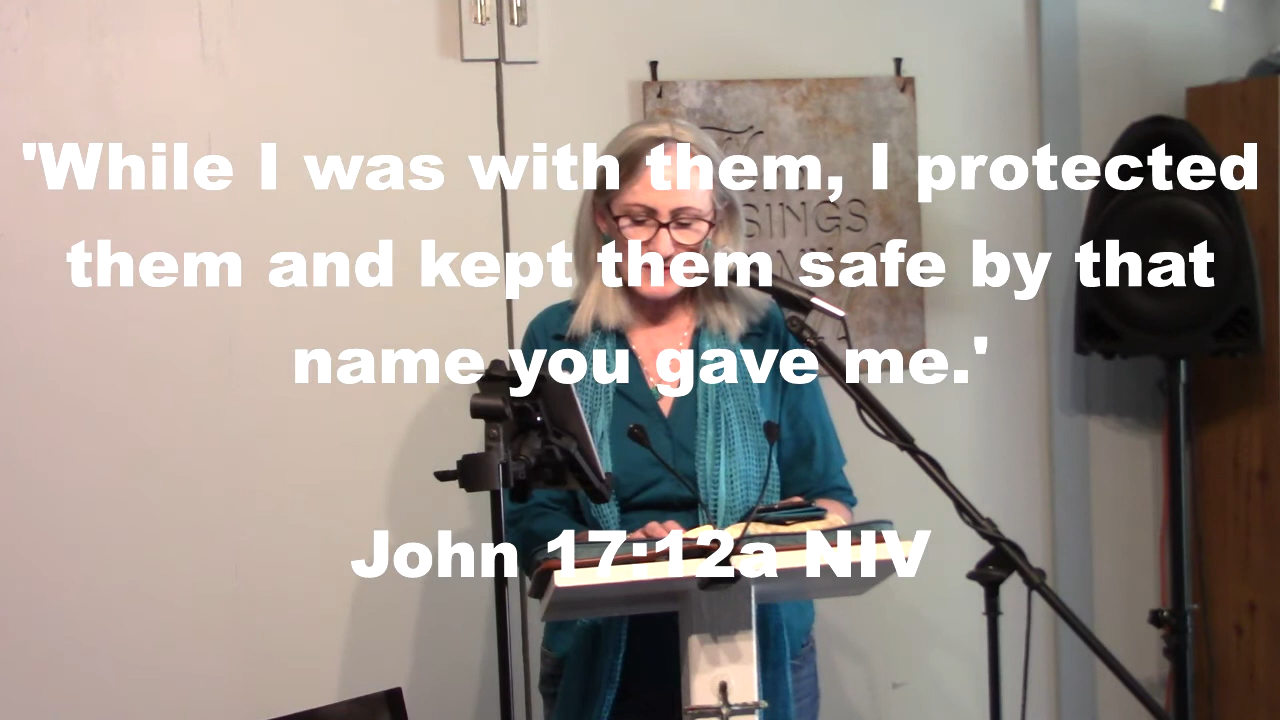 'While I was with them, I protected
them and kept them safe by that
name you gave me.'
John 17:12a NIV
SINGS